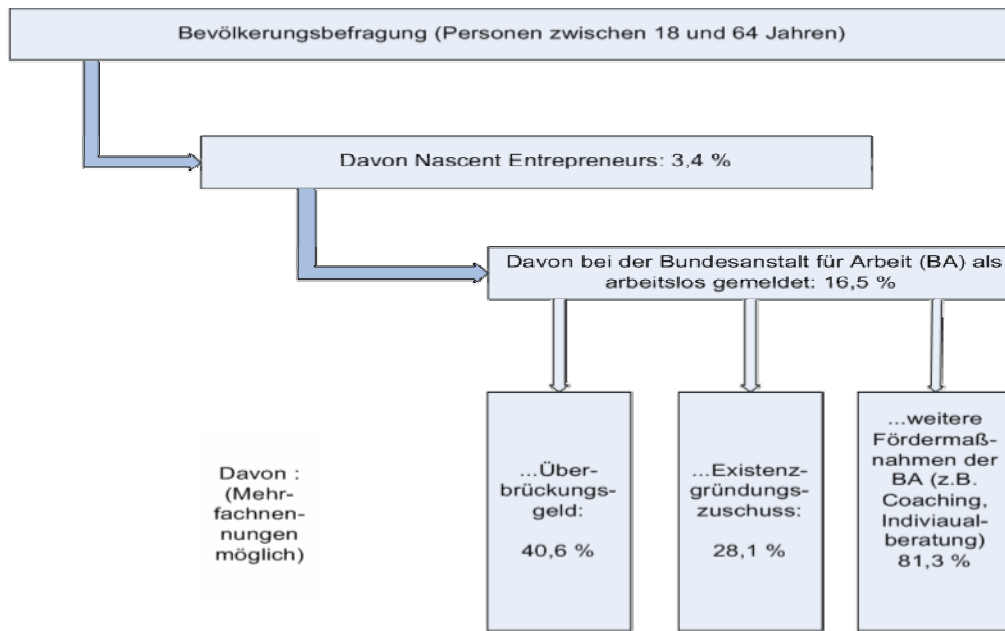 Bevölkerungsbefragung (Personen zwischen 18 und 64 Jahren)
Davon Nascent Entrepreneurs: 3,4 %
Davon bei der Bundesanstalt für Arbeit (BA) als
arbeitslos gemeldet: 16,5 %
Davon :
(Mehr-
fachnen-
nungen
möglich)
...Über-
brückungs-
geld:
40,6 %
...Existenz-
gründungs-
zuschuss:
28,1 %
...weitere
Fördermaß-
nahmen der
BA (z.B.
Coaching,
Indiviaual-
beratung)
81,3 %